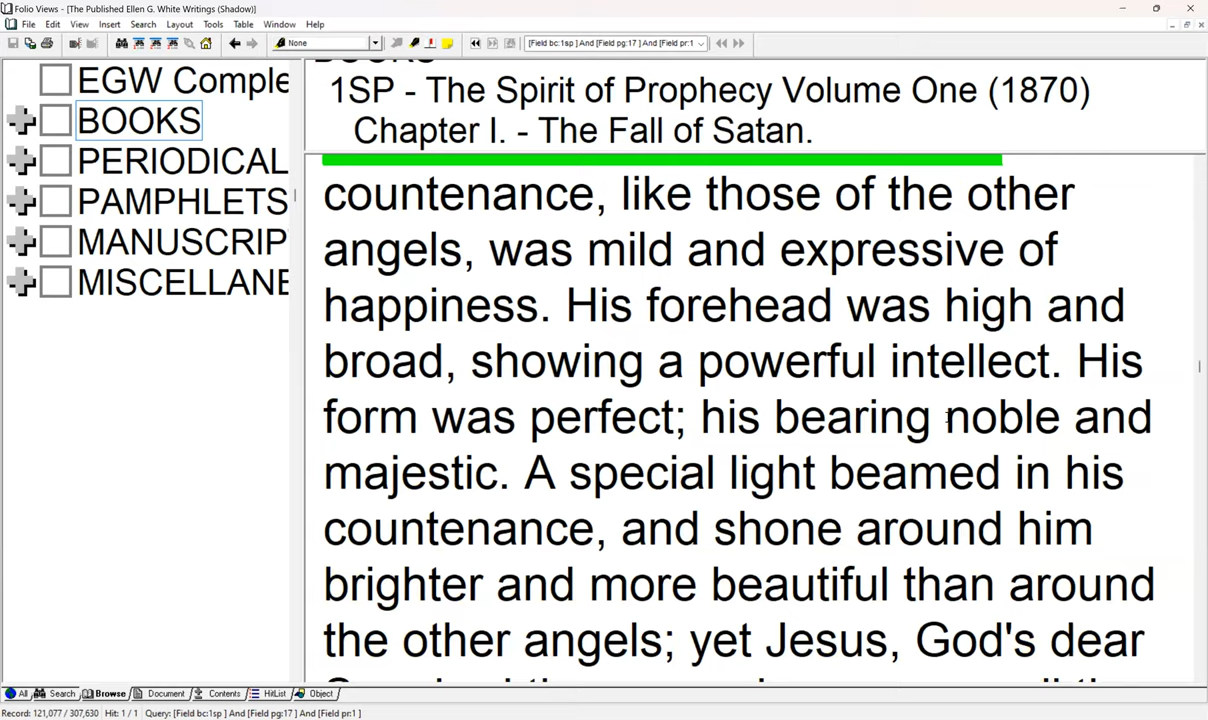 Folio Views - [The Published Ellen G. White Writings (Shadow)]
File Edit View Insert Search Layout Tools Table Window Help
None [Field bc:1sp ] And [Field pg:17 ] And [Field pr:1
EGW Comple
BOOKS
PERIODICAL
PAMPHLETS
MANUSCRIP
MISCELLANE
1SP - The Spirit of Prophecy Volume One (1870)
Chapter I. - The Fall of Satan.
countenance, like those of the other
angels, was mild and expressive of
happiness. His forehead was high and
broad, showing a powerful intellect. His
form was perfect; his bearing noble and
majestic. A special light beamed in his
countenance, and shone around him
brighter and more beautiful than around
the other angels; yet Jesus, God's dear
All Search Browse Document Contents HitList Object
Record: 121,077 / 307,630 Hit: 1 / 1 Query: [Field bc:1sp ] And [Field pg:17 ] And [Field pr:1 ]